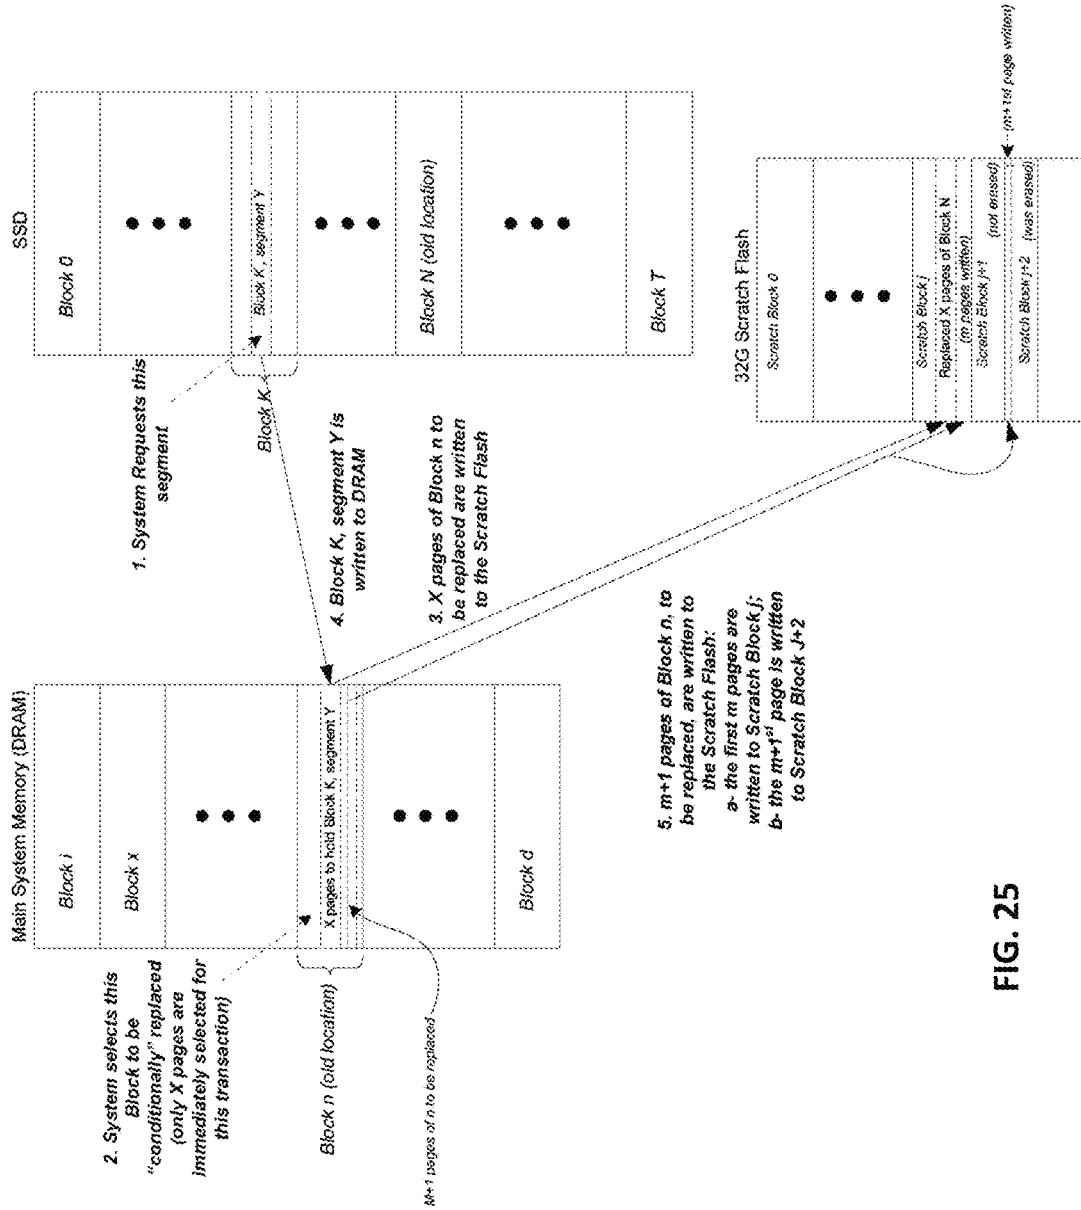 Main System Memory (DRAM)
Block i
Block x
X pages to hold Block K, segment Y
Block d
2. System selects this
Block to be
"conditionally" replaced
(only X pages are
immediately selected for
this transaction)
Block n (old location)
M+1 pages of n to be replaced
SSD
Block 0
Block K, segment Y
Block N (old location)
Block T
1. System Requests this
segment
Block K
4. Block K, segment Y is
written to DRAM
3. X pages of Block n to
be replaced are written
to the Scratch Flash
5. m+1 pages of Block n, to
be replaced, are written to
the Scratch Flash:
a- the first m pages are
written to Scratch Block j;
b- the m+1st page is written
to Scratch Block J+2
32G Scratch Flash
Scratch Block 0
Scratch Block j
Replaced X pages of Block N
(m pages written)
Scratch Block j+1 (not erased)
Scratch Block j+2 (was erased)
(m+1st page written)
FIG. 25